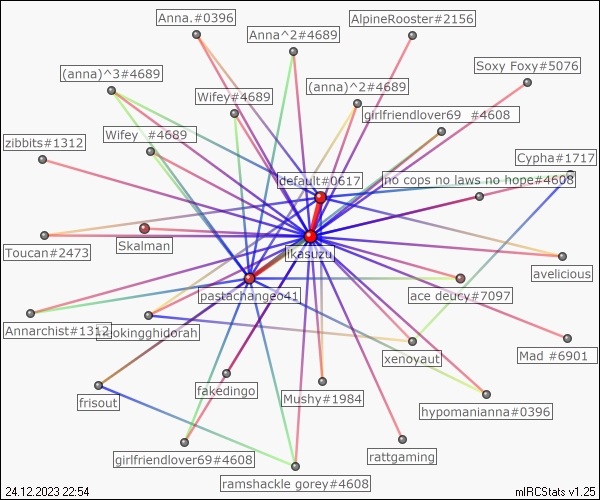 Anna.#0396
AlpineRooster#2156
Anna^2#4689
Soxy Foxy#5076
(anna)^3#4689
(anna)^2#4689
Wifey#4689
girlfriendlover69 #4608
zibbits#1312
Wifey #4689
Cypha#1717
default#0617
no cops no laws no hope#4608
Skalman
Toucan#2473
ikasuzu
avelicious
pastachangeo41
ace deucy#7097
Annarchist#1312
okingghidorah
xenoyaut
Mad #6901
frisout
fakedingo
Mushy#1984
hypomanianna#0396
girlfriendlover69#4608
rattgaming
ramshackle gorey#4608
24.12.2023 22:54
mIRCStats v1.25